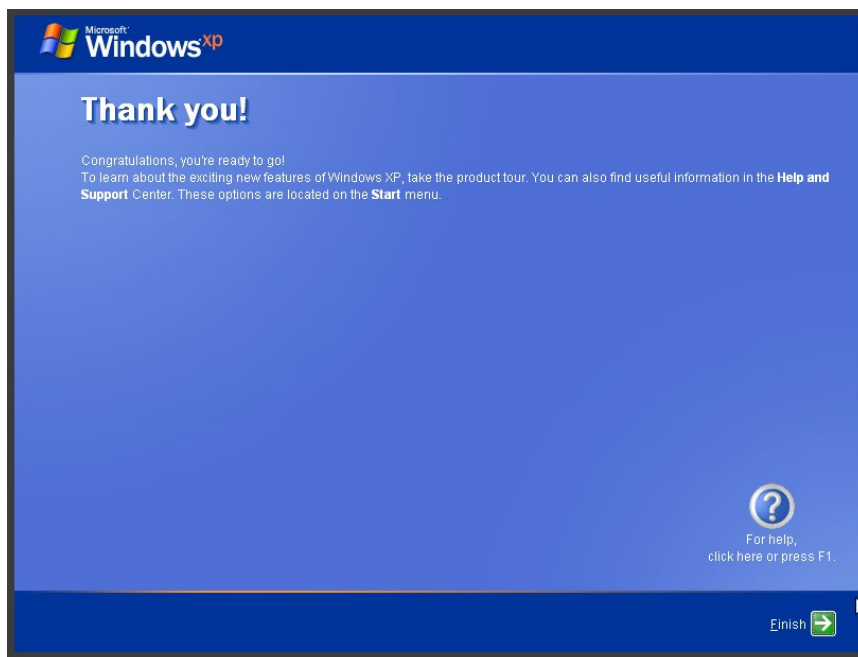 Microsoft
Windows xp
Thank you!
Congratulations, you're ready to go!
To learn about the exciting new features of Windows XP, take the product tour. You can also find useful information in the Help and
Support Center. These options are located on the Start menu.
For help,
click here or press F1.
Finish